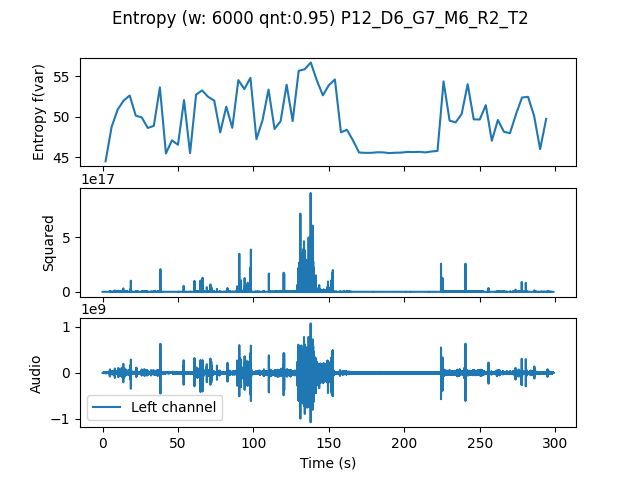 Entropy (w: 6000 qnt:0.95) P12_D6_G7_M6_R2_T2
Entropy f(var)
55
50
45
1e17
Squared
5
0
1e9
Audio
1
0
−1
Left channel
0 50 100 150 200 250 300
Time (s)